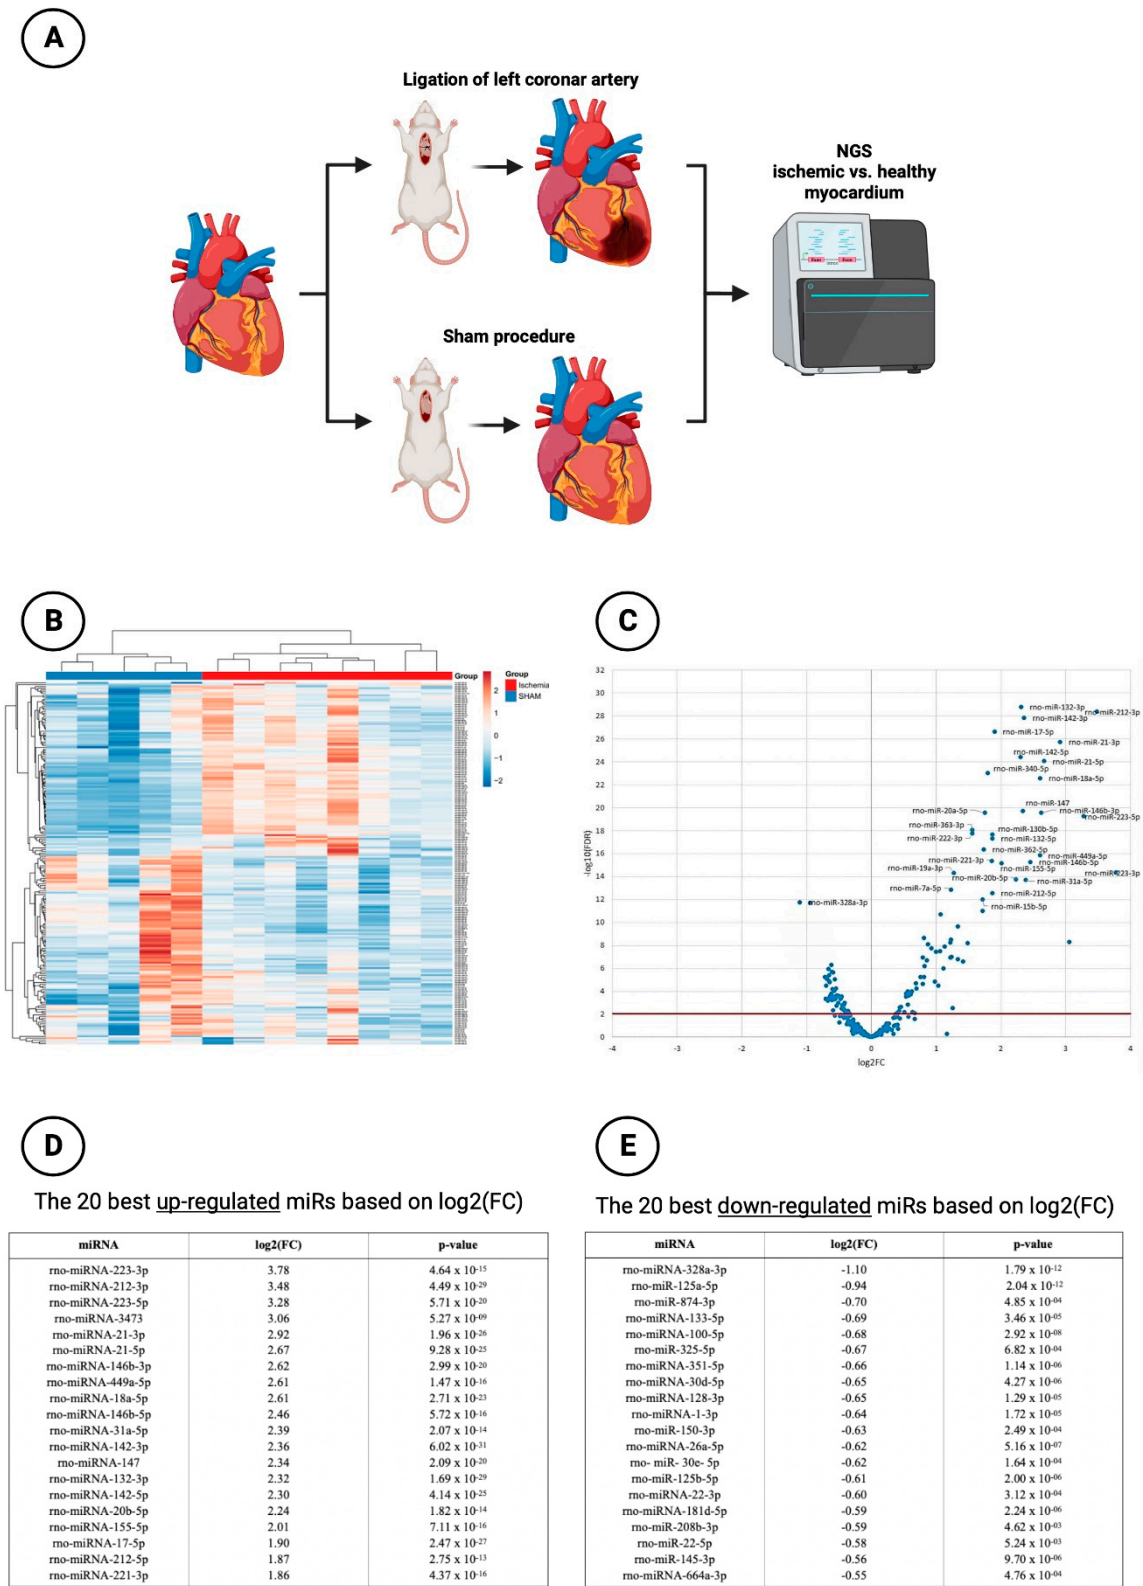 A
Ligation of left coronar artery
NGS
ischemic vs. healthy
myocardium
Sham procedure
B
Group
Group
Ischemia
SHAM
2
1
0
−1
−2
C
32
30
28
26
24
22
20
18
16
14
12
10
8
6
4
2
0
-log10(FDR)
-4
-3
-2
-1
0
1
2
3
4
log2FC
rno-miR-132-3p
rno-miR-212-3p
rno-miR-142-3p
rno-miR-17-5p
rno-miR-21-3p
rno-miR-142-5p
rno-miR-21-5p
rno-miR-340-5p
rno-miR-18a-5p
rno-miR-147
rno-miR-20a-5p
rno-miR-146b-3p
rno-miR-223-5p
rno-miR-363-3p
rno-miR-130b-5p
rno-miR-222-3p
rno-miR-132-5p
rno-miR-362-5p
rno-miR-449a-5p
rno-miR-221-3p
rno-miR-146b-5p
rno-miR-19a-3p
rno-miR-155-5p
rno-miR-223-3p
rno-miR-20b-5p
rno-miR-31a-5p
rno-miR-7a-5p
rno-miR-212-5p
rno-miR-328a-3p
rno-miR-15b-5p
D
The 20 best up-regulated miRs based on log2(FC)
miRNA log2(FC) p-value
rno-miRNA-223-3p 3.78 4.64 x 10-15
rno-miRNA-212-3p 3.48 4.49 x 10-29
rno-miRNA-223-5p 3.28 5.71 x 10-20
rno-miRNA-3473 3.06 5.27 x 10-09
rno-miRNA-21-3p 2.92 1.96 x 10-26
rno-miRNA-21-5p 2.67 9.28 x 10-25
rno-miRNA-146b-3p 2.62 2.99 x 10-20
rno-miRNA-449a-5p 2.61 1.47 x 10-16
rno-miRNA-18a-5p 2.61 2.71 x 10-23
rno-miRNA-146b-5p 2.46 5.72 x 10-16
rno-miRNA-31a-5p 2.39 2.07 x 10-14
rno-miRNA-142-3p 2.36 6.02 x 10-31
rno-miRNA-147 2.34 2.09 x 10-20
rno-miRNA-132-3p 2.32 1.69 x 10-29
rno-miRNA-142-5p 2.30 4.14 x 10-25
rno-miRNA-20b-5p 2.24 1.82 x 10-14
rno-miRNA-155-5p 2.01 7.11 x 10-16
rno-miRNA-17-5p 1.90 2.47 x 10-27
rno-miRNA-212-5p 1.87 2.75 x 10-13
rno-miRNA-221-3p 1.86 4.37 x 10-16
E
The 20 best down-regulated miRs based on log2(FC)
miRNA log2(FC) p-value
rno-miRNA-328a-3p -1.10 1.79 x 10-12
rno-miR-125a-5p -0.94 2.04 x 10-12
rno-miR-874-3p -0.70 4.85 x 10-04
rno-miRNA-133-5p -0.69 3.46 x 10-05
rno-miRNA-100-5p -0.68 2.92 x 10-08
rno-miR-325-5p -0.67 6.82 x 10-04
rno-miRNA-351-5p -0.66 1.14 x 10-06
rno-miRNA-30d-5p -0.65 4.27 x 10-06
rno-miRNA-128-3p -0.65 1.29 x 10-05
rno-miRNA-1-3p -0.64 1.72 x 10-05
rno-miR-150-3p -0.63 2.49 x 10-04
rno-miRNA-26a-5p -0.62 5.16 x 10-07
rno- miR- 30e- 5p -0.62 1.64 x 10-04
rno-miR-125b-5p -0.61 2.00 x 10-06
rno-miRNA-22-3p -0.60 3.12 x 10-04
rno-miRNA-181d-5p -0.59 2.24 x 10-06
rno-miR-208b-3p -0.59 4.62 x 10-03
rno-miR-22-5p -0.58 5.24 x 10-03
rno-miR-145-3p -0.56 9.70 x 10-06
rno-miRNA-664a-3p -0.55 4.76 x 10-04